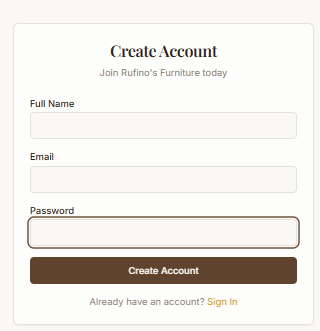 Create Account
Join Rufino's Furniture today
Full Name
Email
Password
Create Account
Already have an account? Sign In